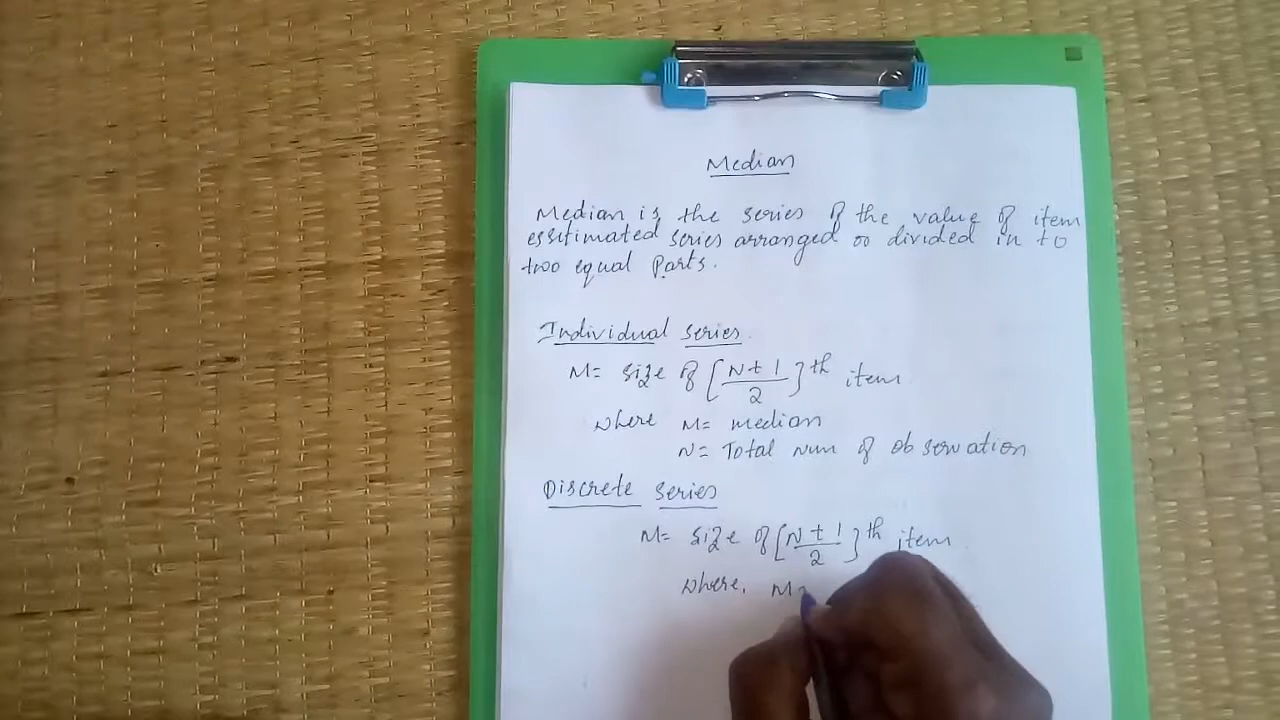 Median
Median is the series of the value of item
essitimated series arranged or divided in to
two equal Parts.
Individual series.
M= size of [N+1/2]th item
where M= median
N= Total num of observation
Discrete series
M= size of [N+1/2]th item
where, M=